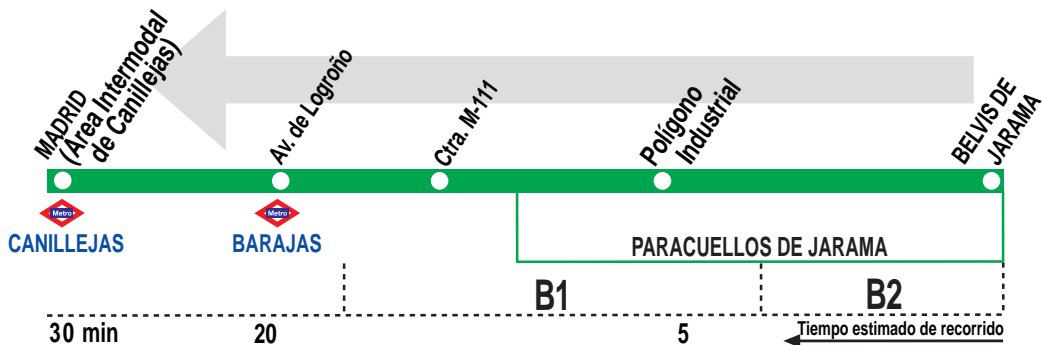 MADRID
(Área Intermodal
de Canillejas)
Av. de Logroño
Ctra. M-111
Polígono
Industrial
BELVIS DE
JARAMA
Metro
CANILLEJAS
Metro
BARAJAS
PARACUELLOS DE JARAMA
B1
B2
30 min
20
5
Tiempo estimado de recorrido